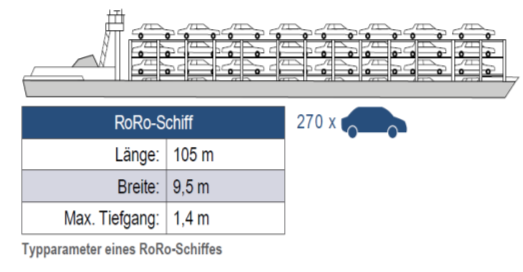 RoRo-Schiff
270 x
Länge: 105 m
Breite: 9,5 m
Max. Tiefgang: 1,4 m
Typparameter eines RoRo-Schiffes